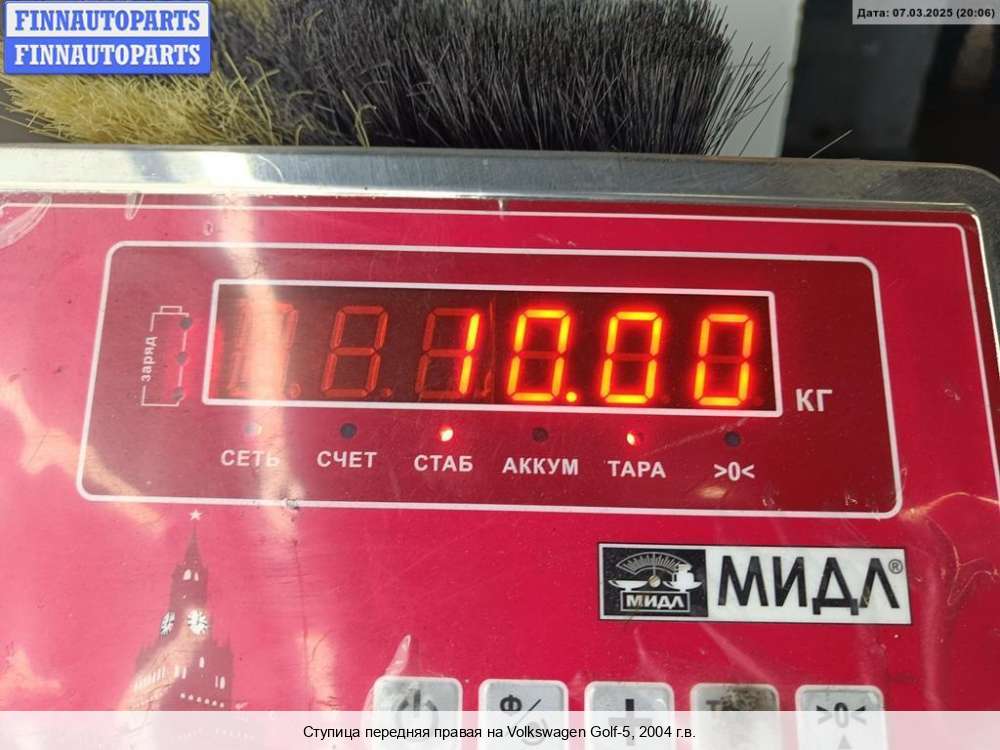 FINNAUTOPARTS
FINNAUTOPARTS
Дата: 07.03.2025 (20:06)
заряд
10.00
КГ
СЕТЬ СЧЕТ СТАБ АККУМ ТАРА >0<
МИДЛ МИДЛ®
Ф/
+
Т
>0<
Ступица передняя правая на Volkswagen Golf-5, 2004 г.в.